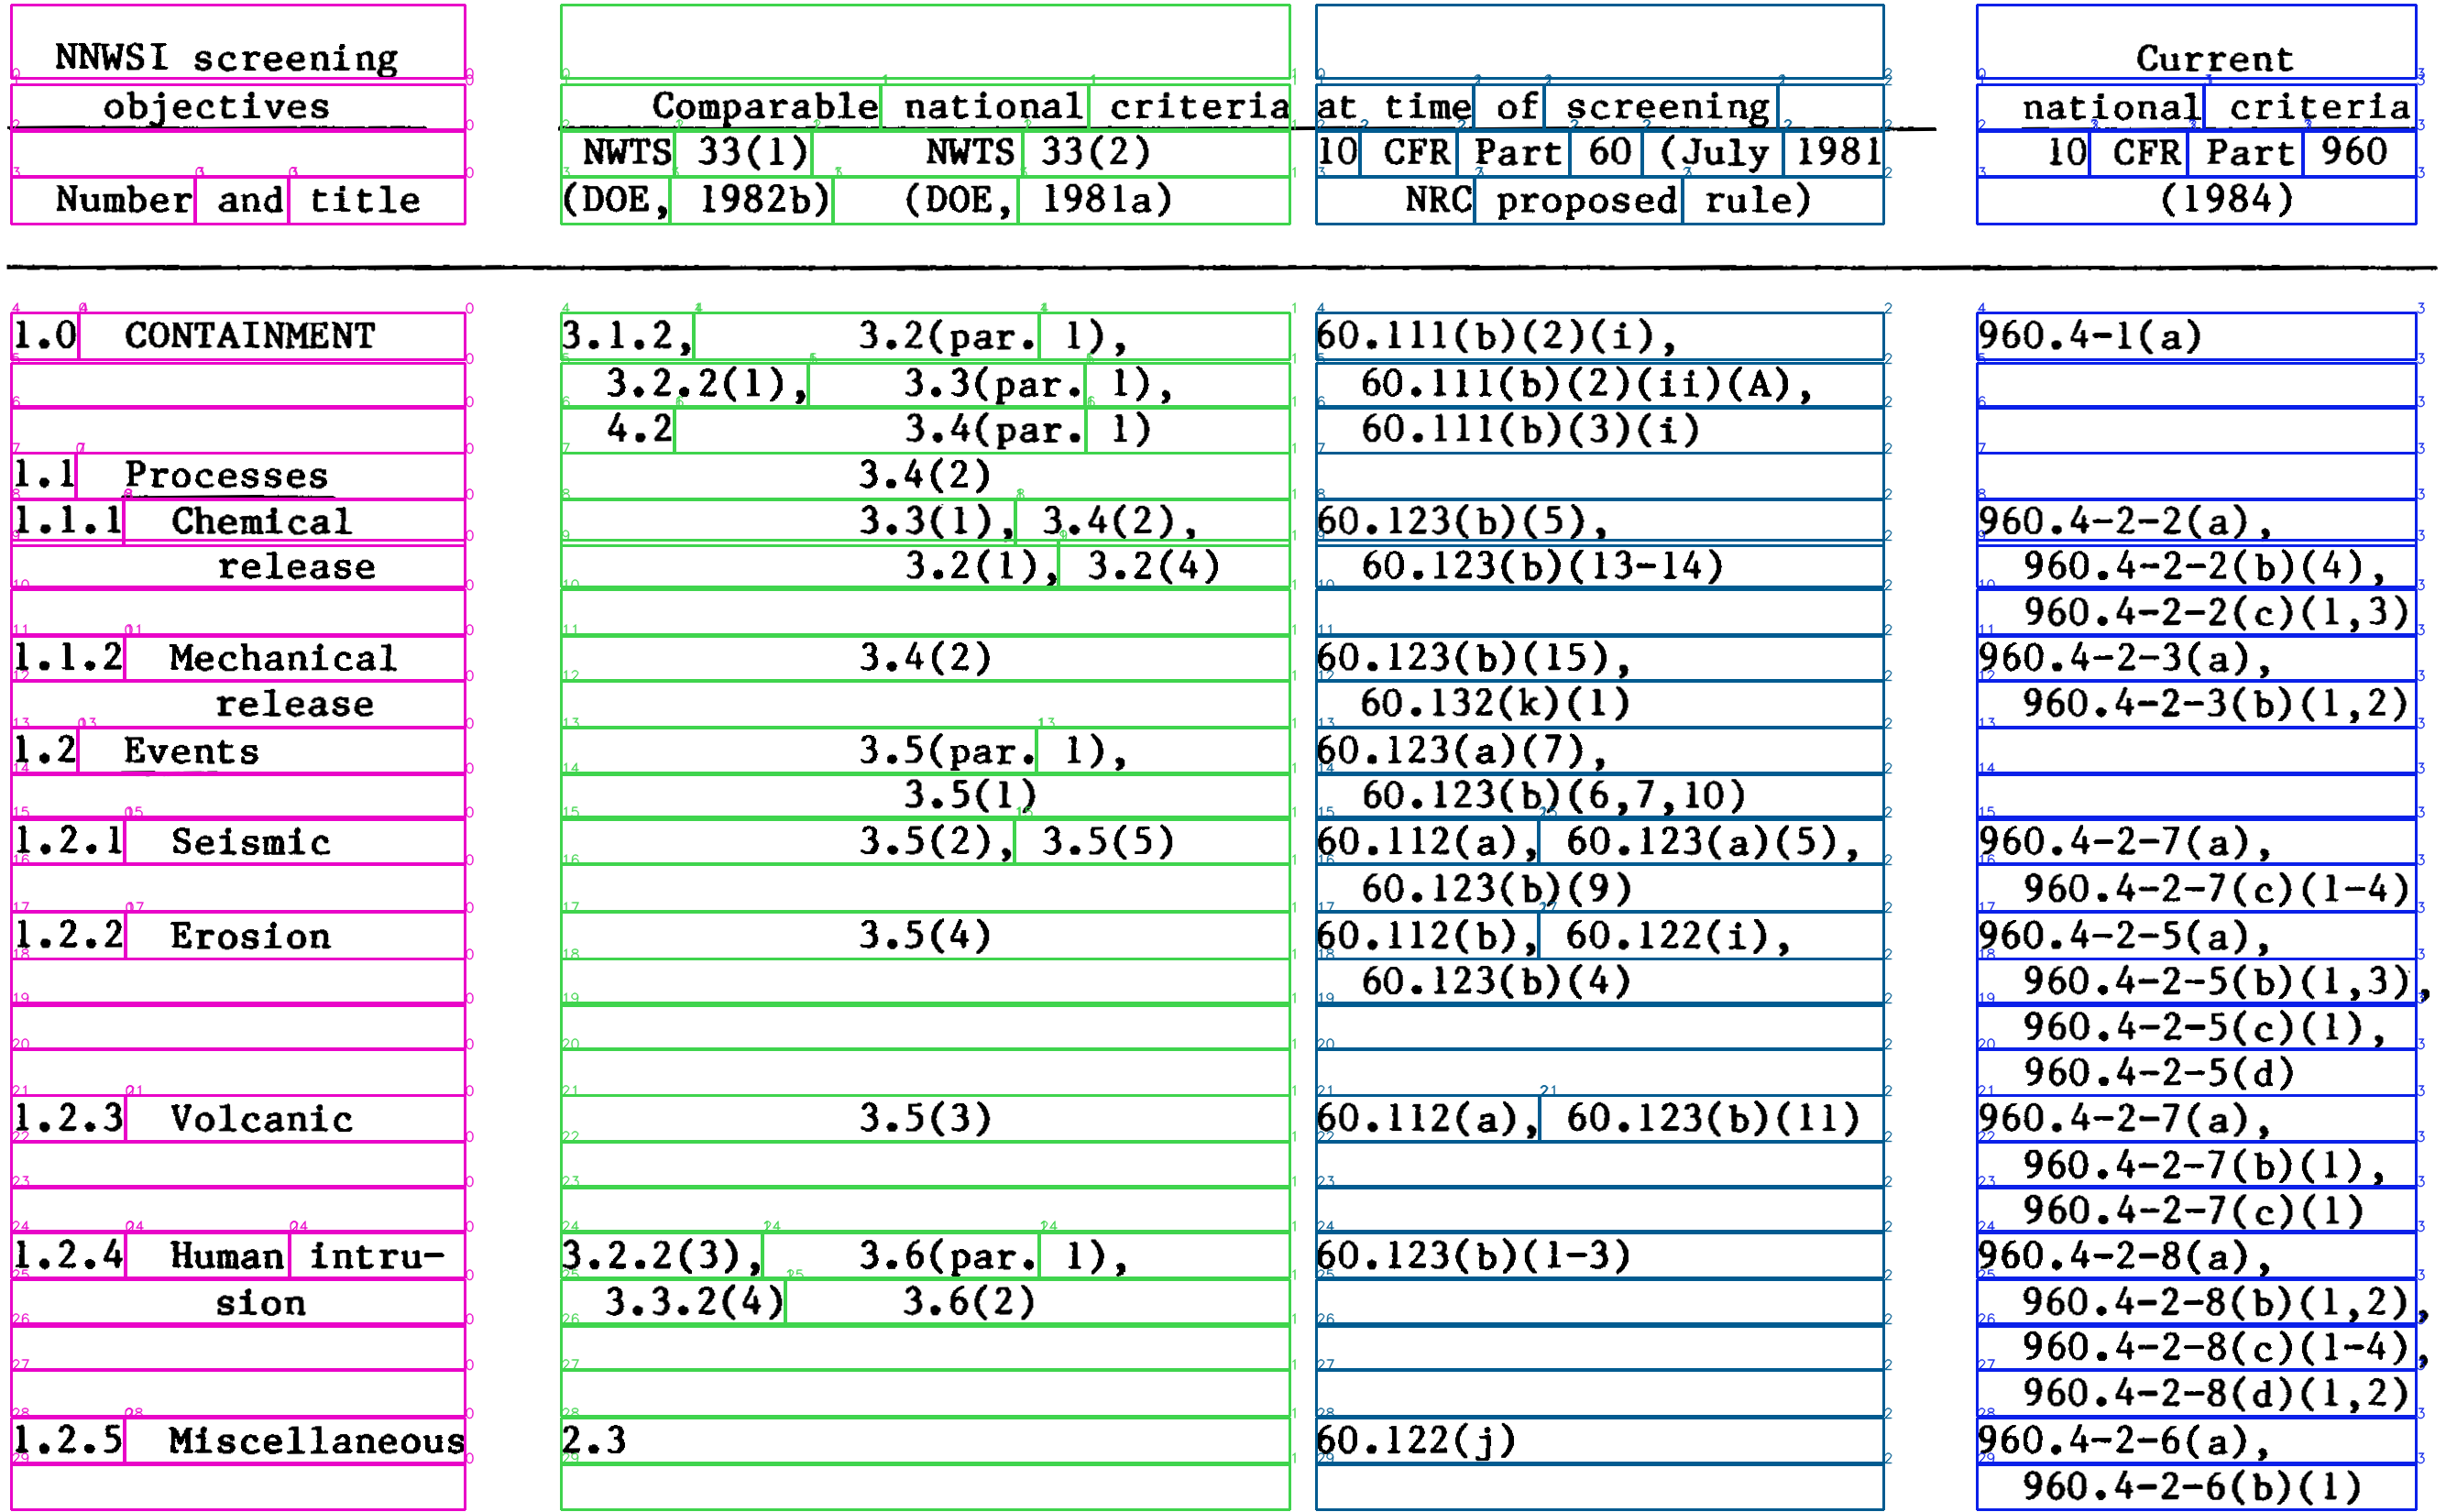 NNWSI screening Current
objectives Comparable national criteria at time of screening national criteria
NWTS 33(1) NWTS 33(2) 10 CFR Part 60 (July 1981 10 CFR Part 960
Number and title (DOE, 1982b) (DOE, 1981a) NRC proposed rule) (1984)
1.0 CONTAINMENT 3.1.2, 3.2(par. 1), 60.111(b)(2)(i), 960.4-1(a)
3.2.2(1), 3.3(par. 1), 60.111(b)(2)(ii)(A),
4.2 3.4(par. 1) 60.111(b)(3)(i)
1.1 Processes 3.4(2)
1.1.1 Chemical 3.3(1), 3.4(2), 60.123(b)(5), 960.4-2-2(a),
release 3.2(1), 3.2(4) 60.123(b)(13-14) 960.4-2-2(b)(4),
960.4-2-2(c)(1,3)
1.1.2 Mechanical 3.4(2) 60.123(b)(15), 960.4-2-3(a),
release 60.132(k)(1) 960.4-2-3(b)(1,2)
1.2 Events 3.5(par. 1), 60.123(a)(7),
3.5(1) 60.123(b)(6,7,10)
1.2.1 Seismic 3.5(2), 3.5(5) 60.112(a), 60.123(a)(5), 960.4-2-7(a),
60.123(b)(9) 960.4-2-7(c)(1-4)
1.2.2 Erosion 3.5(4) 60.112(b), 60.122(i), 960.4-2-5(a),
60.123(b)(4) 960.4-2-5(b)(1,3),
960.4-2-5(c)(1),
960.4-2-5(d)
1.2.3 Volcanic 3.5(3) 60.112(a), 60.123(b)(11) 960.4-2-7(a),
960.4-2-7(b)(1),
960.4-2-7(c)(1)
1.2.4 Human intru- 3.2.2(3), 3.6(par. 1), 60.123(b)(1-3) 960.4-2-8(a),
sion 3.3.2(4) 3.6(2) 960.4-2-8(b)(1,2),
960.4-2-8(c)(1-4),
960.4-2-8(d)(1,2)
1.2.5 Miscellaneous 2.3 60.122(j) 960.4-2-6(a),
960.4-2-6(b)(1)